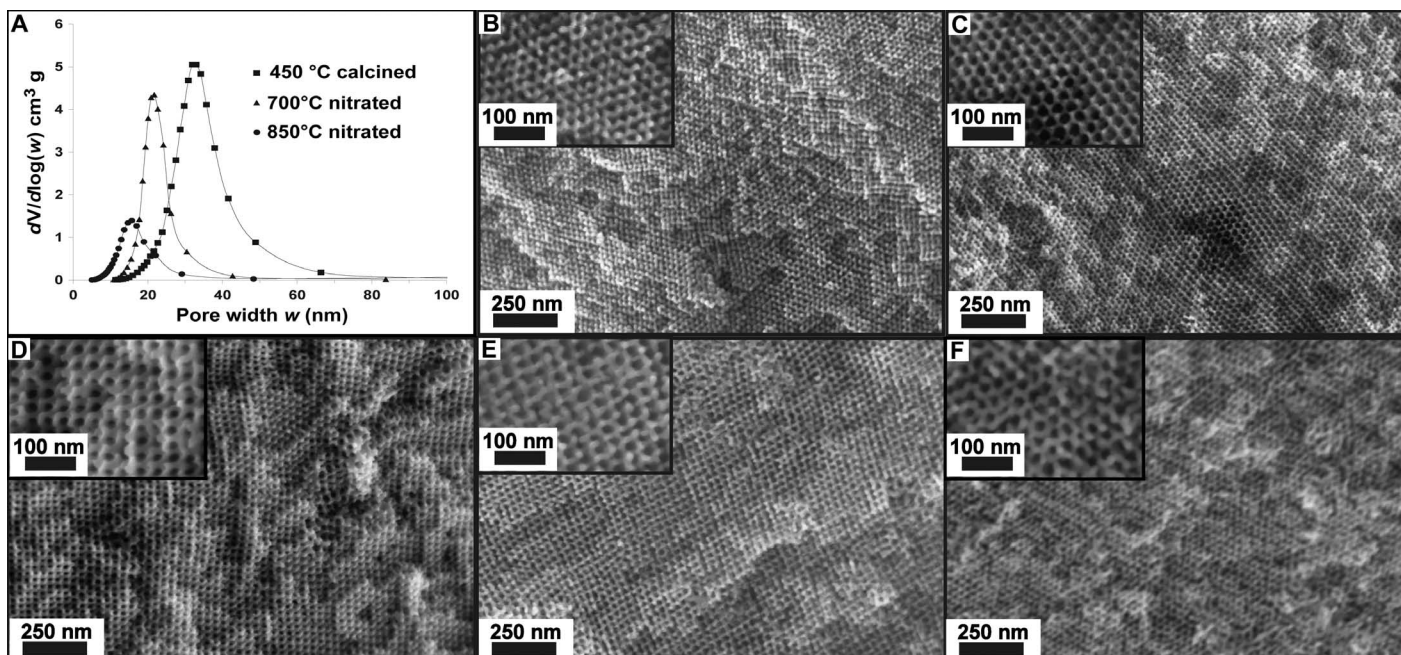 A
dV/dlog(w) cm³ g
6
5
4
3
2
1
0
■ 450 °C calcined
▲ 700°C nitrated
● 850°C nitrated
0 20 40 60 80 100
Pore width w (nm)
B
100 nm
250 nm
C
100 nm
250 nm
D
100 nm
250 nm
E
100 nm
250 nm
F
100 nm
250 nm